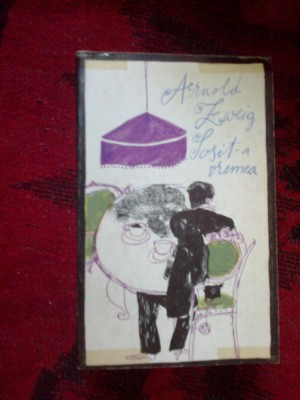 Arnold
Zweig
Sosit-a
vremea